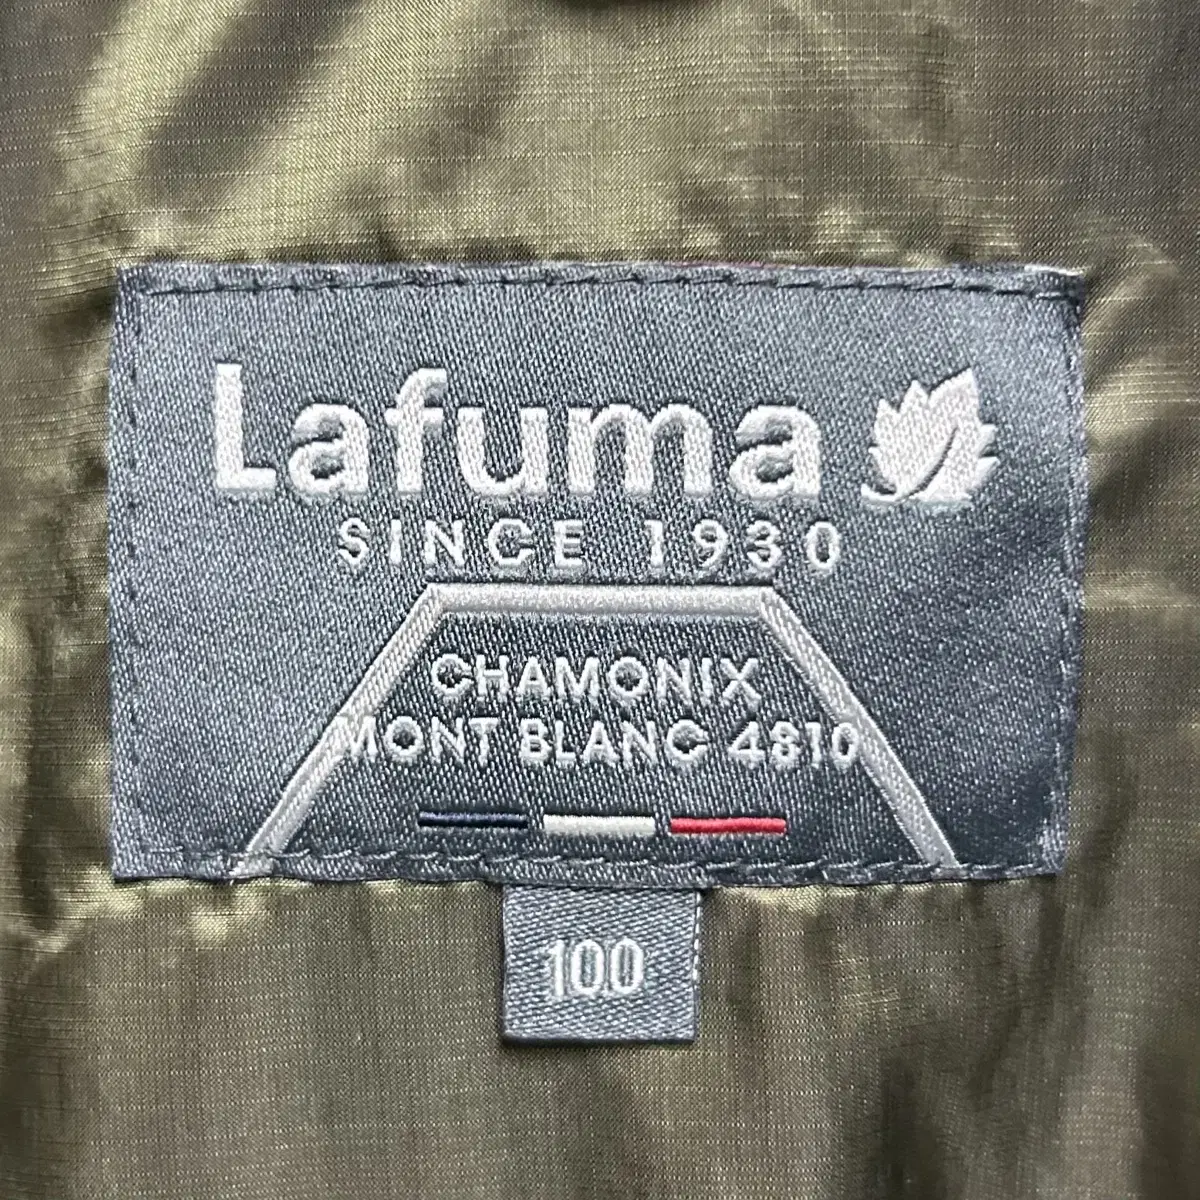 Lafuma
SINCE 1930
CHAMONIX
MONT BLANC 4810
100